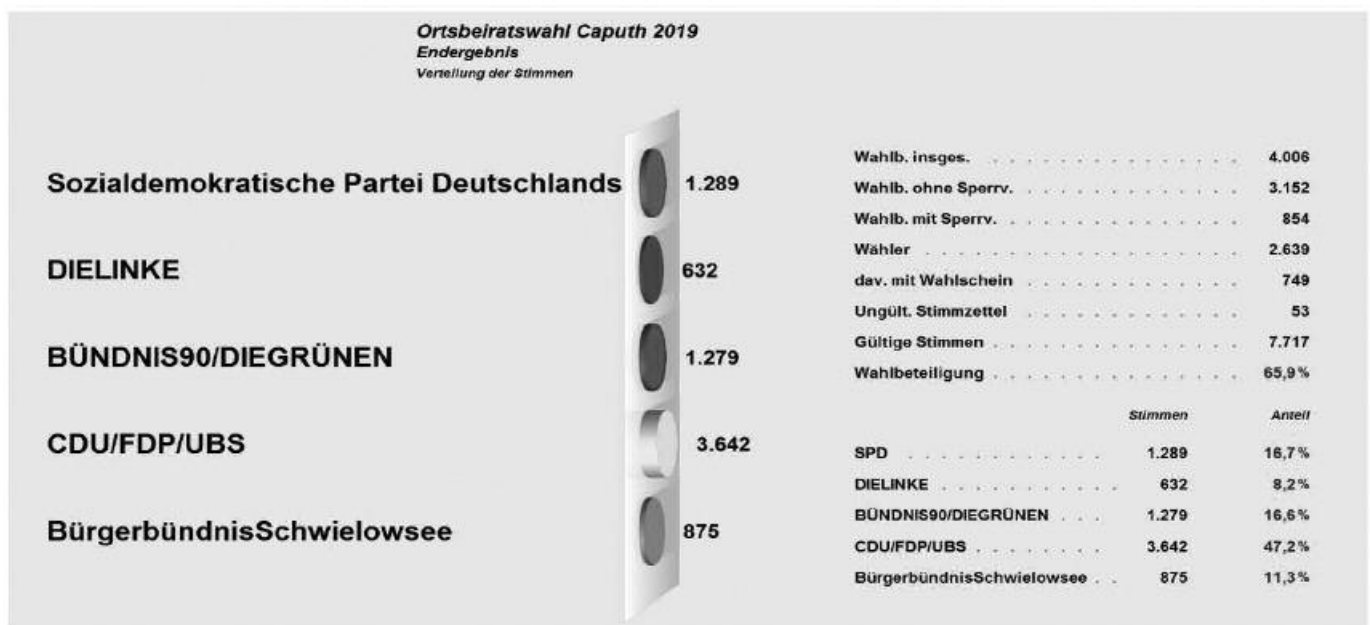 Ortsbeiratswahl Caputh 2019
Endergebnis
Verteilung der Stimmen
Sozialdemokratische Partei Deutschlands 1.289
DIELINKE 632
BÜNDNIS90/DIEGRÜNEN 1.279
CDU/FDP/UBS 3.642
BürgerbündnisSchwielowsee 875
Wahlb. insges. . . . . . . . . . . . . . . . 4.006
Wahlb. ohne Sperrv. . . . . . . . . . . . . . 3.152
Wahlb. mit Sperrv. . . . . . . . . . . . . . . 854
Wähler . . . . . . . . . . . . . . . . . . 2.639
dav. mit Wahlschein . . . . . . . . . . . . . 749
Ungült. Stimmzettel . . . . . . . . . . . . . 53
Gültige Stimmen . . . . . . . . . . . . . . 7.717
Wahlbeteiligung . . . . . . . . . . . . . . . 65,9%
Stimmen Anteil
SPD . . . . . . . . . . . . 1.289 16,7%
DIELINKE . . . . . . . . . . . 632 8,2%
BÜNDNIS90/DIEGRÜNEN . . . 1.279 16,6%
CDU/FDP/UBS . . . . . . . . 3.642 47,2%
BürgerbündnisSchwielowsee . . 875 11,3%